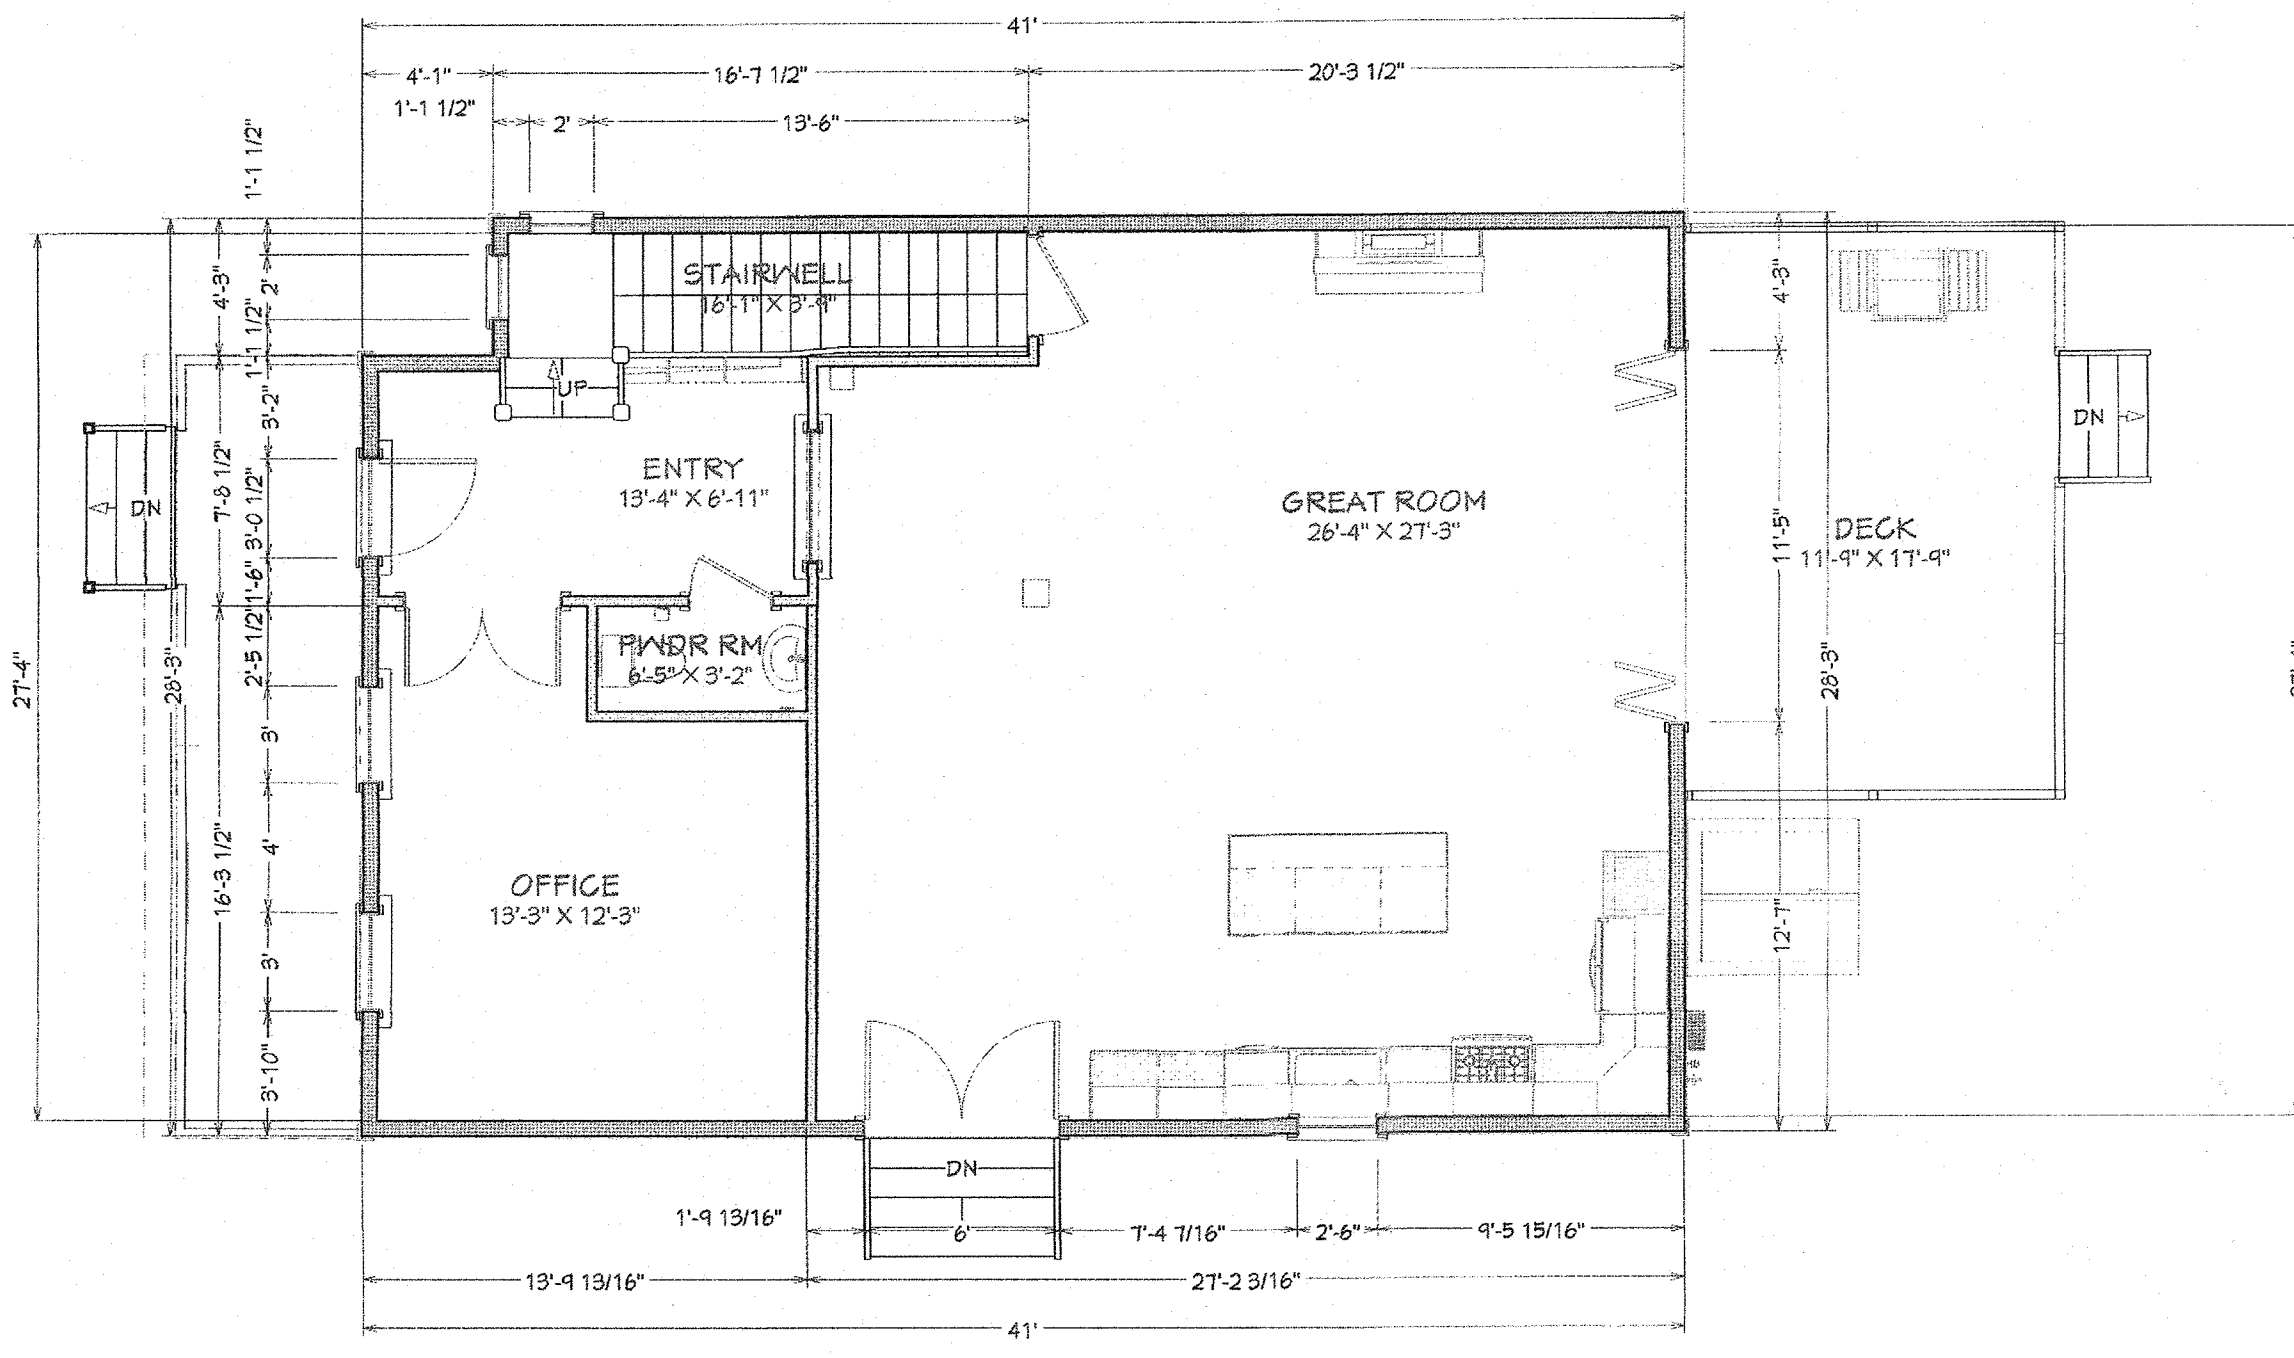 41'
4'-1"
16'-7 1/2"
20'-3 1/2"
1'-1 1/2"
2'
13'-6"
1'-1 1/2"
4'-3"
2'
1'-1 1/2"
3'-2"
7'-8 1/2"
3'-0 1/2"
1'-6"
2'-5 1/2"
27'-4"
28'-3"
3'
4'
16'-3 1/2"
3'
3'-10"
STAIRWELL
16'-1" X 3'-9"
UP
DN
ENTRY
13'-4" X 6'-11"
GREAT ROOM
26'-4" X 27'-3"
PWDR RM
6'-5" X 3'-2"
OFFICE
13'-3" X 12'-3"
4'-3"
11'-5"
28'-3"
12'-7"
DECK
11'-9" X 17'-9"
DN
DN
1'-9 13/16"
6'
7'-4 7/16"
2'-6"
9'-5 15/16"
13'-9 13/16"
27'-2 3/16"
41'